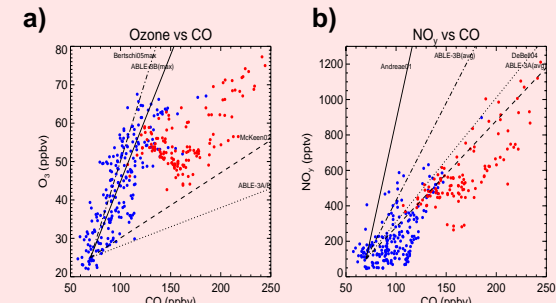 a)
Ozone vs CO
80
70
60
50
40
30
20
O3 (ppbv)
Bertschi05max
ABLE-3B(max)
ABLE-3A/B
50 100 150 200 250
CO (ppbv)
b)
NOy vs CO
1200
1000
800
600
400
200
0
NOy (pptv)
Andreae01
ABLE-3B(avg)
DeBell04
ABLE-3A(avg)
50 100 150 200 250
CO (ppbv)